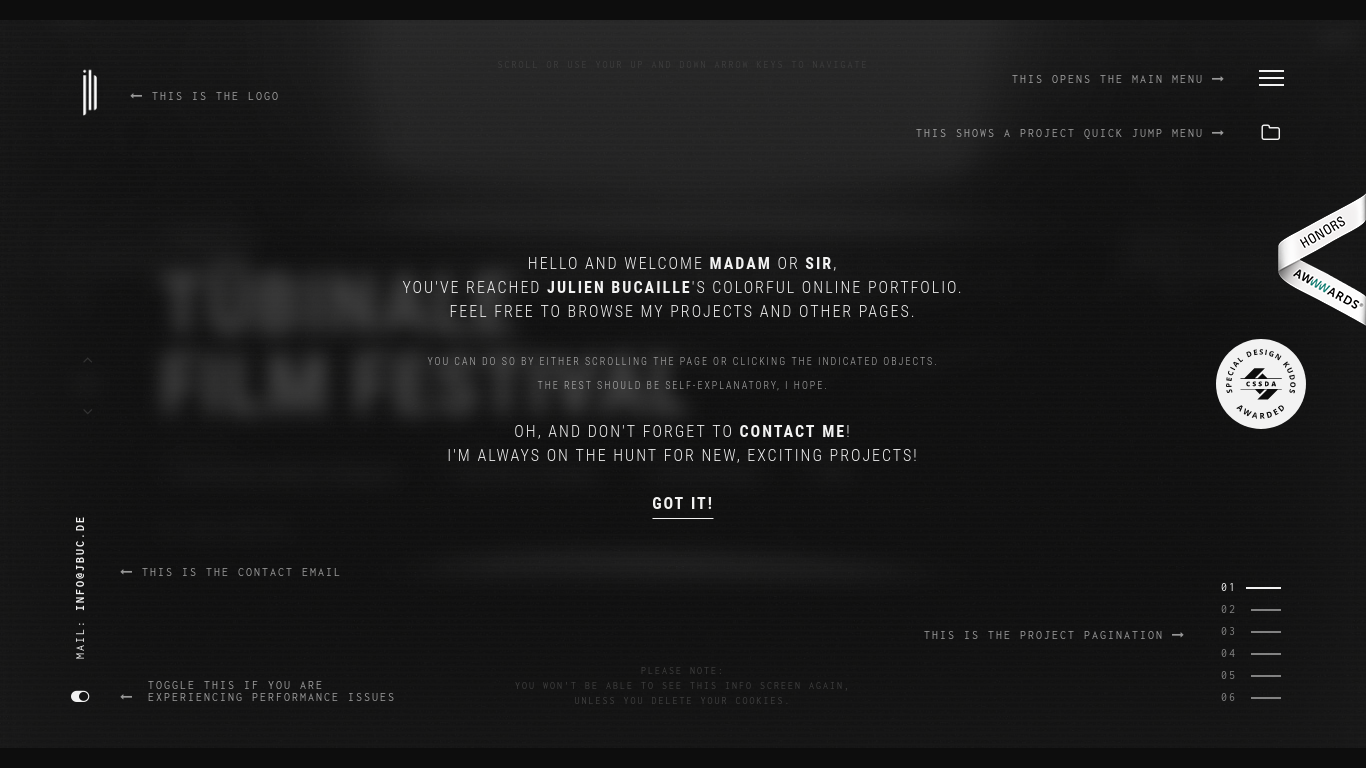 SCROLL OR USE YOUR UP AND DOWN ARROW KEYS TO NAVIGATE
THIS IS THE LOGO
THIS OPENS THE MAIN MENU
THIS SHOWS A PROJECT QUICK JUMP MENU
HONORS
AWWWARDS
HELLO AND WELCOME MADAM OR SIR,
YOU'VE REACHED JULIEN BUCAILLE'S COLORFUL ONLINE PORTFOLIO.
FEEL FREE TO BROWSE MY PROJECTS AND OTHER PAGES.
FILM FESTIVAL
YOU CAN DO SO BY EITHER SCROLLING THE PAGE OR CLICKING THE INDICATED OBJECTS.
THE REST SHOULD BE SELF-EXPLANATORY, I HOPE.
SPECIAL DESIGN KUDOS
CSSDA
AWARDED
OH, AND DON'T FORGET TO CONTACT ME!
I'M ALWAYS ON THE HUNT FOR NEW, EXCITING PROJECTS!
GOT IT!
MAIL: INFO@JBUC.DE
THIS IS THE CONTACT EMAIL
THIS IS THE PROJECT PAGINATION
01
02
03
04
05
06
TOGGLE THIS IF YOU ARE
EXPERIENCING PERFORMANCE ISSUES
PLEASE NOTE:
YOU WON'T BE ABLE TO SEE THIS INFO SCREEN AGAIN,
UNLESS YOU DELETE YOUR COOKIES.